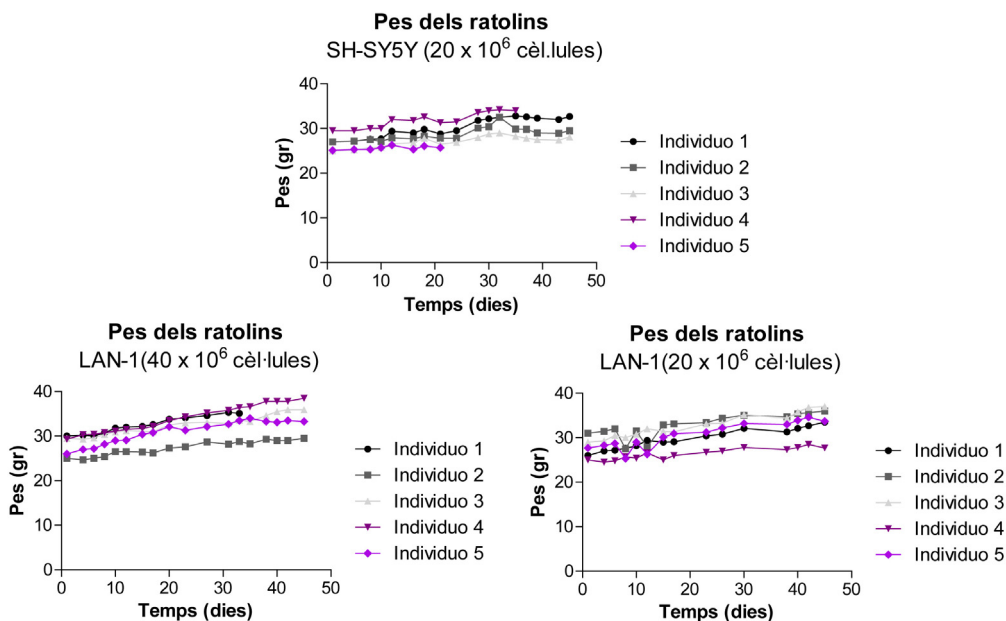 Pes dels ratolins
SH-SY5Y (20 x 10⁶ cèl.lules)
40
30
20
10
0
Pes (gr)
0 10 20 30 40 50
Temps (dies)
Individuo 1
Individuo 2
Individuo 3
Individuo 4
Individuo 5
Pes dels ratolins
LAN-1(40 x 10⁶ cèl·lules)
40
30
20
10
0
Pes (gr)
0 10 20 30 40 50
Temps (dies)
Individuo 1
Individuo 2
Individuo 3
Individuo 4
Individuo 5
Pes dels ratolins
LAN-1(20 x 10⁶ cèl·lules)
40
30
20
10
0
Pes (gr)
0 10 20 30 40 50
Temps (dies)
Individuo 1
Individuo 2
Individuo 3
Individuo 4
Individuo 5